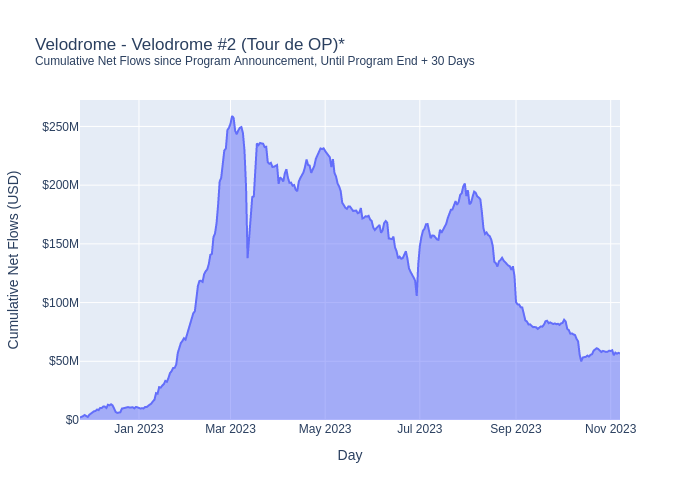 Velodrome - Velodrome #2 (Tour de OP)*
Cumulative Net Flows since Program Announcement, Until Program End + 30 Days
Cumulative Net Flows (USD)
$250M
$200M
$150M
$100M
$50M
$0
Jan 2023 Mar 2023 May 2023 Jul 2023 Sep 2023 Nov 2023
Day